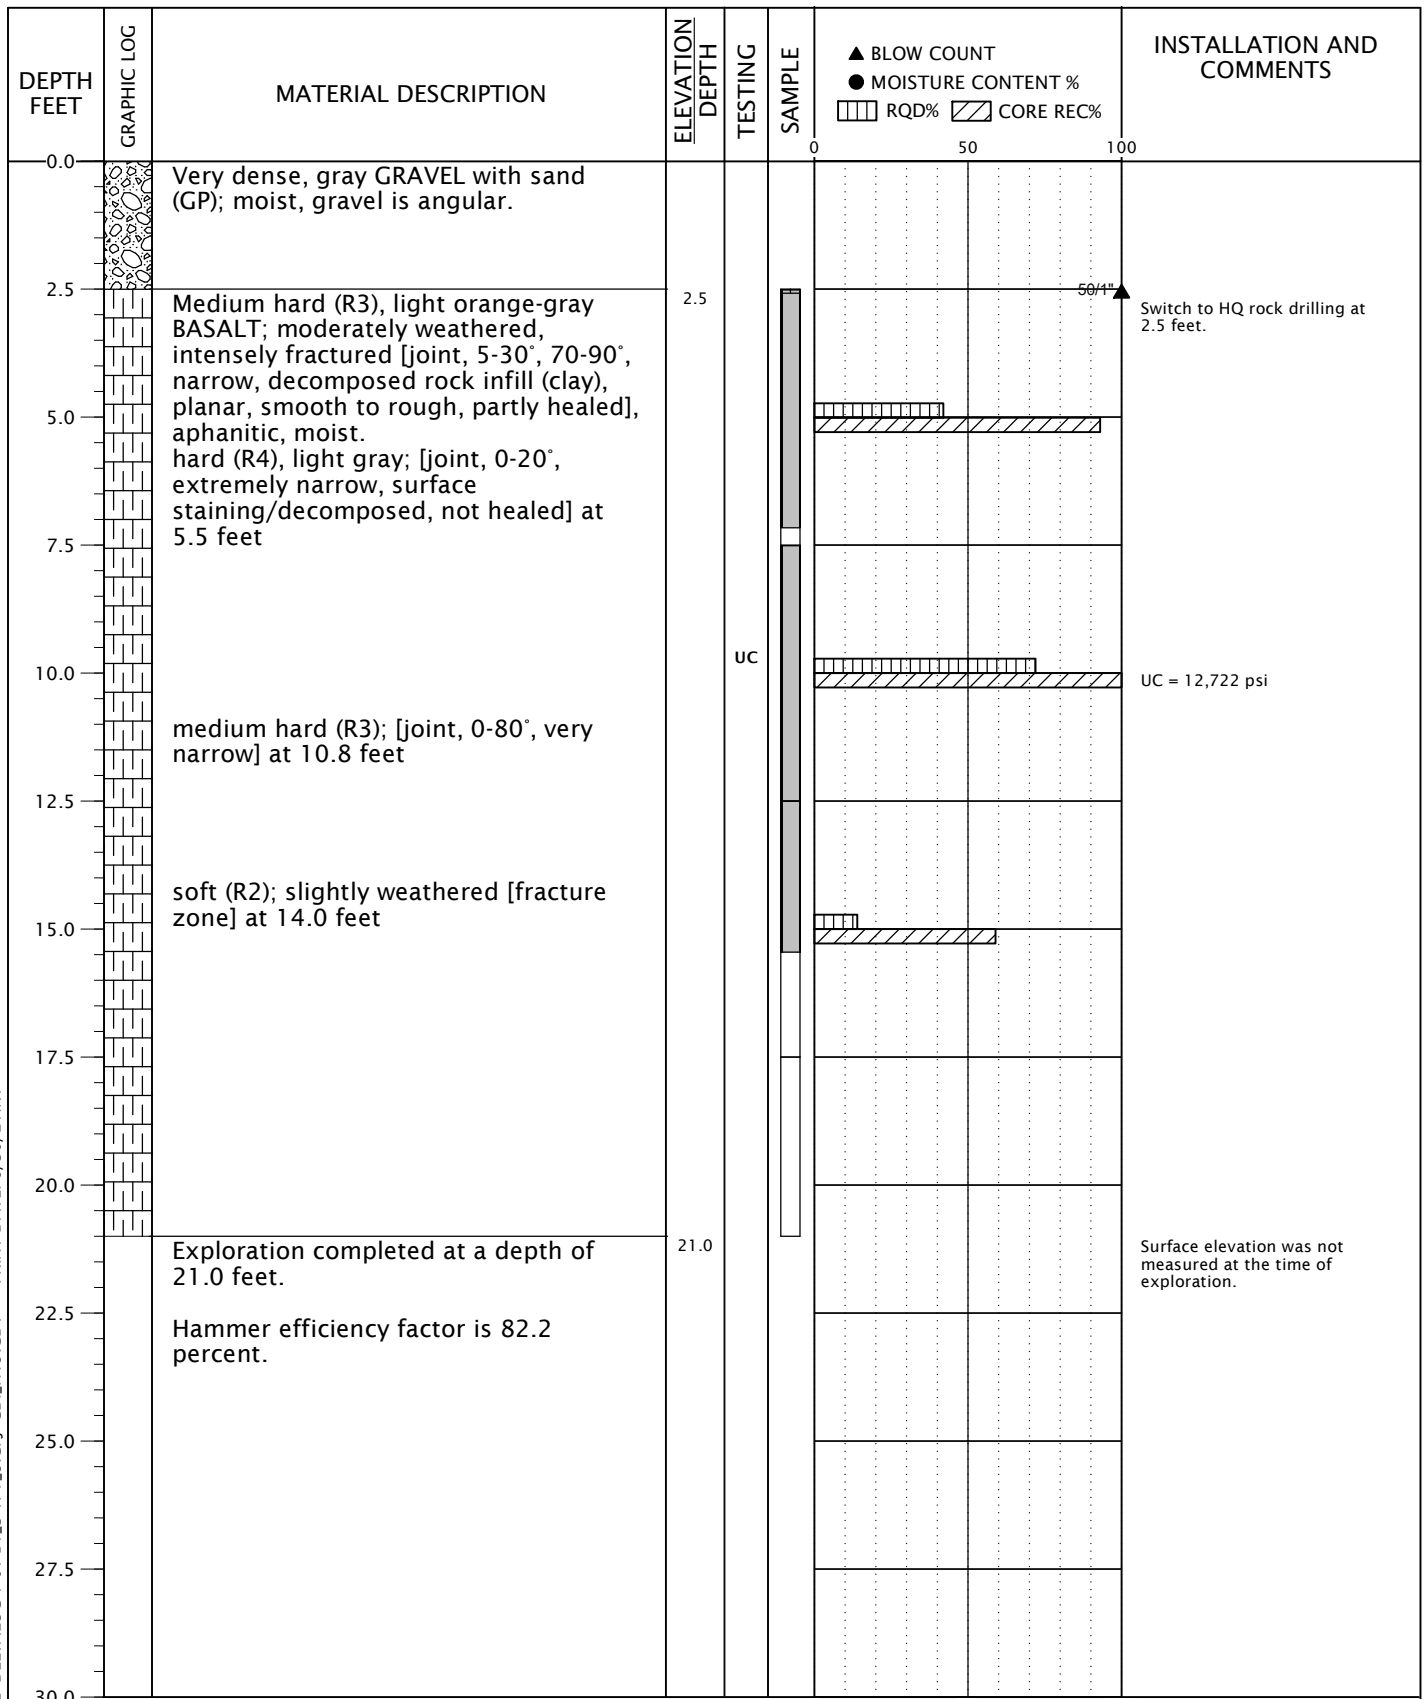 DEPTH
FEET
GRAPHIC LOG
MATERIAL DESCRIPTION
ELEVATION
DEPTH
TESTING
SAMPLE
▲ BLOW COUNT
● MOISTURE CONTENT %
RQD% CORE REC%
0 50 100
INSTALLATION AND
COMMENTS
0.0
Very dense, gray GRAVEL with sand
(GP); moist, gravel is angular.
2.5
2.5
50/1"
Medium hard (R3), light orange-gray
BASALT; moderately weathered,
intensely fractured [joint, 5-30°, 70-90°,
narrow, decomposed rock infill (clay),
planar, smooth to rough, partly healed],
aphanitic, moist.
hard (R4), light gray; [joint, 0-20°,
extremely narrow, surface
staining/decomposed, not healed] at
5.5 feet
Switch to HQ rock drilling at
2.5 feet.
5.0
7.5
10.0
UC
UC = 12,722 psi
medium hard (R3); [joint, 0-80°, very
narrow] at 10.8 feet
12.5
soft (R2); slightly weathered [fracture
zone] at 14.0 feet
15.0
17.5
20.0
Exploration completed at a depth of
21.0 feet.
21.0
Surface elevation was not
measured at the time of
exploration.
Hammer efficiency factor is 82.2
percent.
22.5
25.0
27.5
30.0